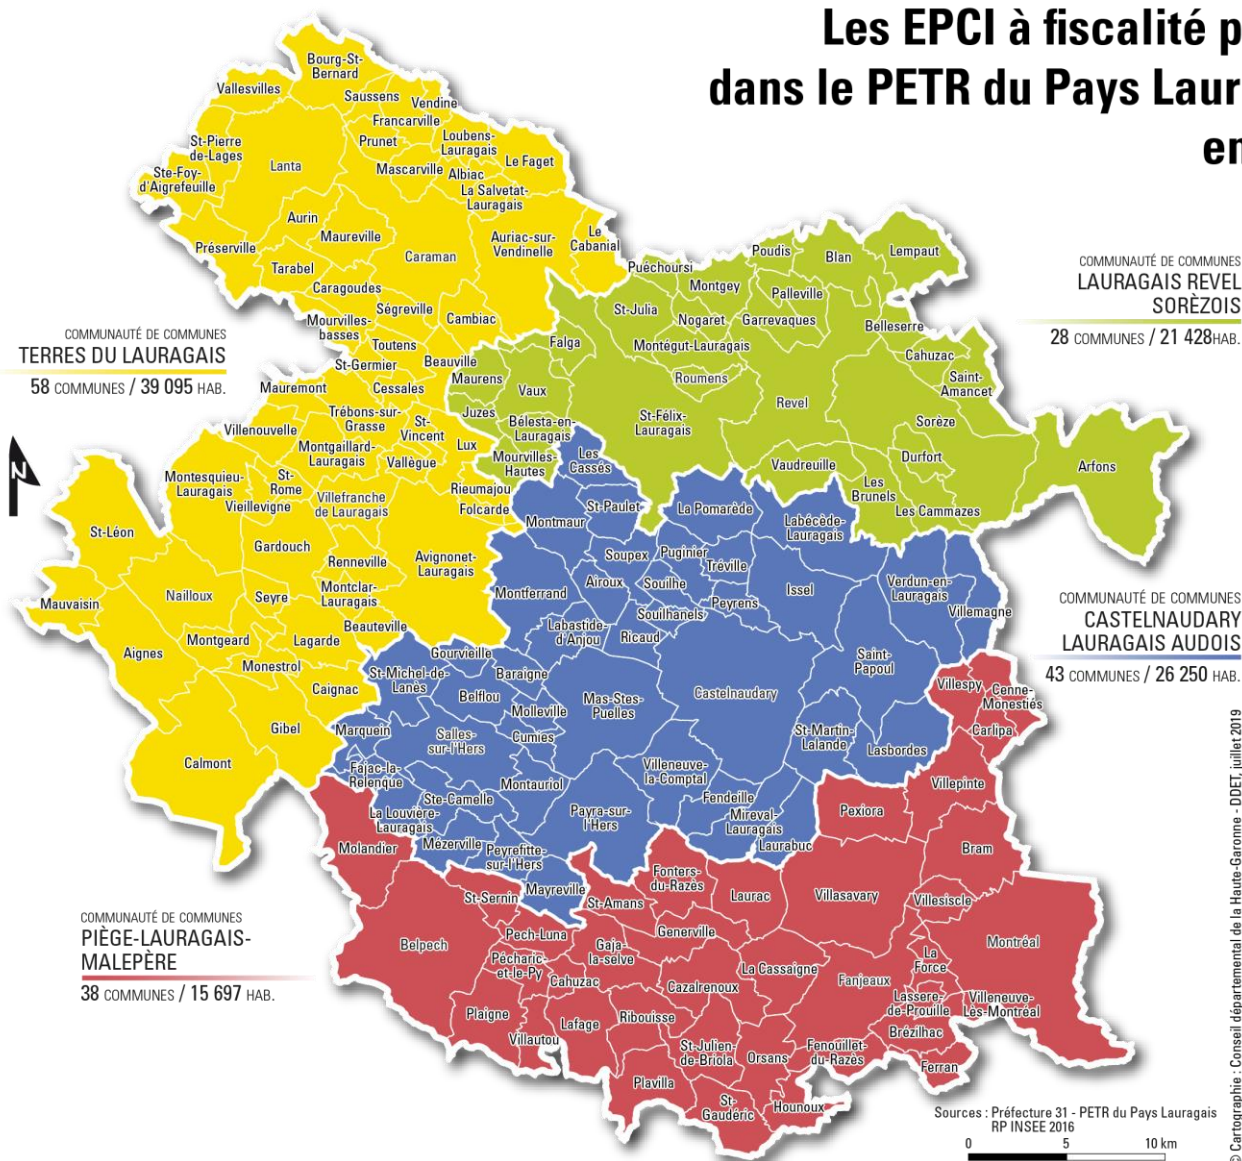 Les EPCI à fiscalité p
dans le PETR du Pays Laur
en
COMMUNAUTÉ DE COMMUNES
TERRES DU LAURAGAIS
58 COMMUNES / 39 095 HAB.
COMMUNAUTÉ DE COMMUNES
LAURAGAIS REVEL
SORÈZOIS
28 COMMUNES / 21 428HAB.
COMMUNAUTÉ DE COMMUNES
CASTELNAUDARY
LAURAGAIS AUDOIS
43 COMMUNES / 26 250 HAB.
COMMUNAUTÉ DE COMMUNES
PIÈGE-LAURAGAIS-
MALEPÈRE
38 COMMUNES / 15 697 HAB.
N
Bourg-St-
Bernard
Vallesvilles
Saussens
Vendine
Francarville
Prunet
Loubens-
Lauragais
St-Pierre
de-Lages
Lanta
Mascarville
Albiac
Le Faget
Ste-Foy-
d'Aigrefeuille
La Salvetat-
Lauragais
Aurin
Maureville
Auriac-sur-
Vendinelle
Le
Cabanial
Préserville
Tarabel
Caraman
Caragoudes
Ségreville
Cambiac
Mourvilles-
basses
Toutens
Beauville
St-Germier
Cessales
Mauremont
Trébons-sur-
Grasse
St-
Vincent
Villenouvelle
Montgaillard-
Lauragais
Vallègue
Lux
Montesquieu-
Lauragais
St-
Rome
Rieumajou
Vieillevigne
Villefranche
de Lauragais
Folcarde
St-Léon
Gardouch
Renneville
Avignonet-
Lauragais
Mauvaisin
Nailloux
Seyre
Montclar-
Lauragais
Beauteville
Aignes
Montgeard
Lagarde
Monestrol
Caignac
Gibel
Calmont
Puéchoursi
Poudis
Blan
Lempaut
Montgey
Palleville
St-Julia
Nogaret
Garrevaques
Belleserre
Falga
Montégut-Lauragais
Cahuzac
Maurens
Vaux
Roumens
Saint-
Amancet
Juzes
Revel
Bélesta-en-
Lauragais
St-Félix-
Lauragais
Sorèze
Mourvilles-
Hautes
Vaudreuille
Durfort
Arfons
Les
Brunels
Les Cammazes
Les
Cassés
St-Paulet
La Pomarède
Montmaur
Labécède-
Lauragais
Soupex
Puginier
Tréville
Montferrand
Airoux
Souilhe
Issel
Verdun-en-
Lauragais
Souilhanels
Peyrens
Villemagne
Labastide-
d'Anjou
Ricaud
Gourvieille
Saint-
Papoul
St-Michel-de-
Lanès
Baraigne
Belflou
Mas-Stes-
Puelles
Castelnaudary
Molleville
Marquein
Salles-
sur-l'Hers
Cumies
St-Martin-
Lalande
Lasbordes
Fajac-la-
Relenque
Montauriol
Villeneuve-
la-Comptal
Ste-Camelle
Fendeille
La Louvière-
Lauragais
Payra-sur-
l'Hers
Mireval-
Lauragais
Mézerville
Peyrefitte-
sur-l'Hers
Laurabuc
Mayreville
Villespy
Cenne-
Monestiés
Carlipa
Villepinte
Pexiora
Molandier
Bram
Fonters-
du-Razès
St-Sernin
St-Amans
Laurac
Villasavary
Villesiscle
Belpech
Pech-Luna
Generville
Montréal
Gaja-
la-selve
Pécharic-
et-le-Py
La Cassaigne
La
Force
Cahuzac
Cazalrenoux
Fanjeaux
Plaigne
Lafage
Ribouisse
Lassere-
de-Prouille
Villeneuve-
Lès-Montréal
Villautou
Brézilhac
St-Julien-
de-Briola
Orsans
Fenouillet-
du-Razès
Ferran
Plavilla
St-
Gaudéric
Hounoux
Sources : Préfecture 31 - PETR du Pays Lauragais
RP INSEE 2016
0 5 10 km
© Cartographie : Conseil départemental de la Haute-Garonne - DDET, juillet 2019